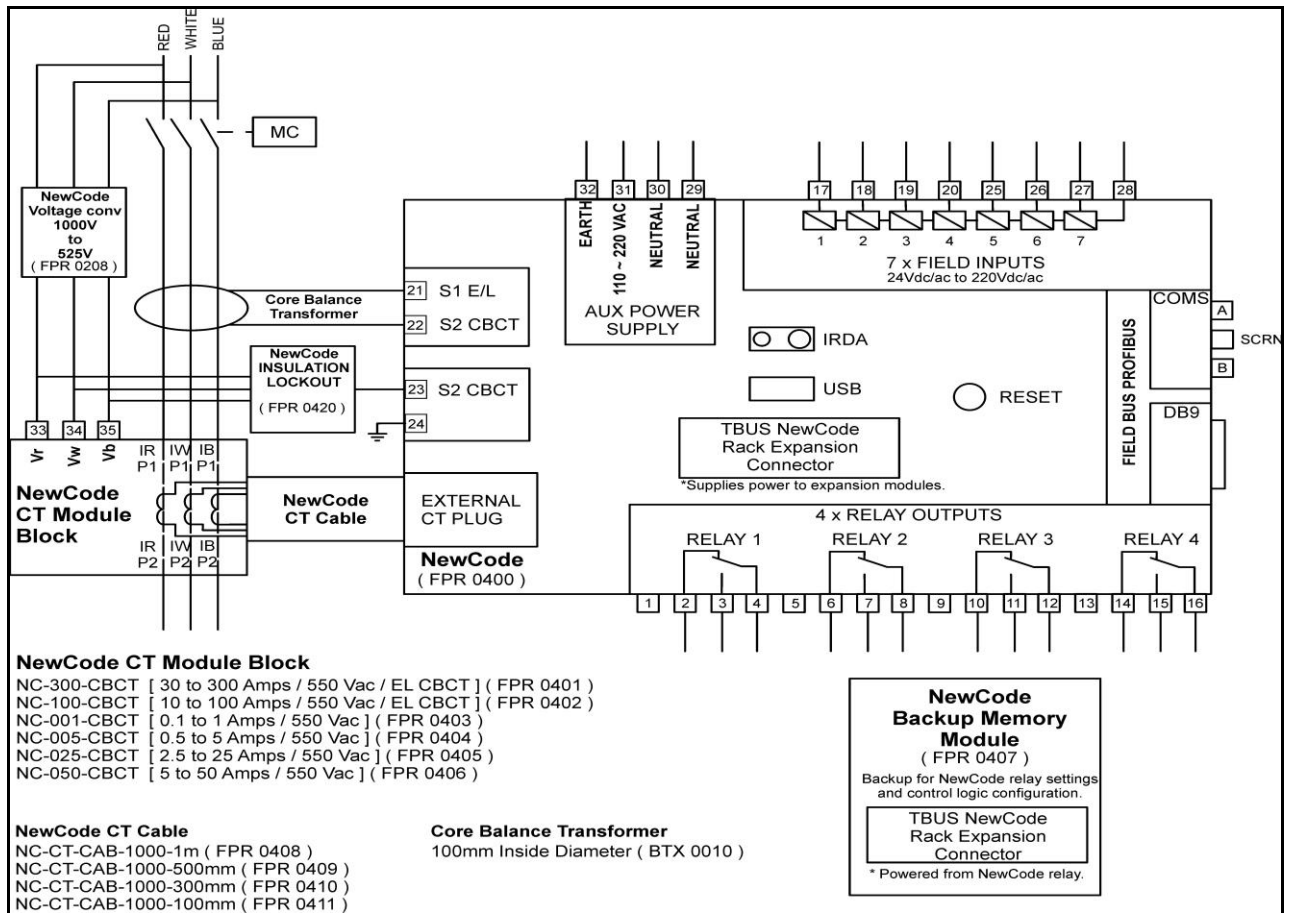 RED
WHITE
BLUE
MC
NewCode
Voltage conv
1000V
to
525V
( FPR 0208 )
Core Balance
Transformer
NewCode
INSULATION
LOCKOUT
( FPR 0420 )
33
34
35
Vr
Vw
Vb
IR IW IB
P1 P1 P1
NewCode
CT Module
Block
IR IW IB
P2 P2 P2
NewCode
CT Cable
21 S1 E/L
22 S2 CBCT
23 S2 CBCT
24
EXTERNAL
CT PLUG
NewCode
( FPR 0400 )
32
31
30
29
EARTH
110 ~ 220 VAC
NEUTRAL
NEUTRAL
AUX POWER
SUPPLY
17
18
19
20
25
26
27
28
1 2 3 4 5 6 7
7 x FIELD INPUTS
24Vdc/ac to 220Vdc/ac
IRDA
USB
RESET
TBUS NewCode
Rack Expansion
Connector
*Supplies power to expansion modules.
FIELD BUS PROFIBUS
COMS
A
SCRN
B
DB9
4 x RELAY OUTPUTS
RELAY 1 RELAY 2 RELAY 3 RELAY 4
1 2 3 4 5 6 7 8 9 10 11 12 13 14 15 16
NewCode CT Module Block
NC-300-CBCT [ 30 to 300 Amps / 550 Vac / EL CBCT ] ( FPR 0401 )
NC-100-CBCT [ 10 to 100 Amps / 550 Vac / EL CBCT ] ( FPR 0402 )
NC-001-CBCT [ 0.1 to 1 Amps / 550 Vac ] ( FPR 0403 )
NC-005-CBCT [ 0.5 to 5 Amps / 550 Vac ] ( FPR 0404 )
NC-025-CBCT [ 2.5 to 25 Amps / 550 Vac ] ( FPR 0405 )
NC-050-CBCT [ 5 to 50 Amps / 550 Vac ] ( FPR 0406 )
NewCode CT Cable
NC-CT-CAB-1000-1m ( FPR 0408 )
NC-CT-CAB-1000-500mm ( FPR 0409 )
NC-CT-CAB-1000-300mm ( FPR 0410 )
NC-CT-CAB-1000-100mm ( FPR 0411 )
Core Balance Transformer
100mm Inside Diameter ( BTX 0010 )
NewCode
Backup Memory
Module
( FPR 0407 )
Backup for NewCode relay settings
and control logic configuration.
TBUS NewCode
Rack Expansion
Connector
* Powered from NewCode relay.